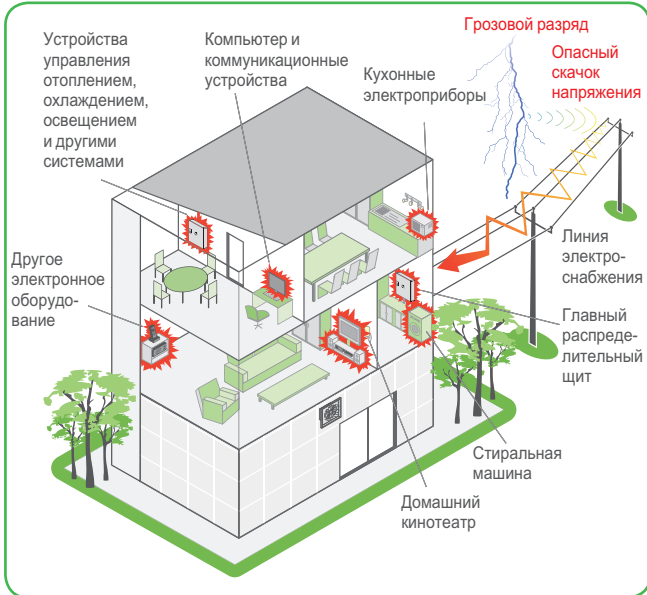 Устройства
управления
отоплением,
охлаждением,
освещением
и другими
системами
Компьютер и
коммуникационные
устройства
Кухонные
электроприборы
Грозовой разряд
Опасный
скачок
напряжения
Другое
электронное
оборудо-
вание
Линия
электро-
снабжения
Главный
распреде-
лительный
щит
Стиральная
машина
Домашний
кинотеатр